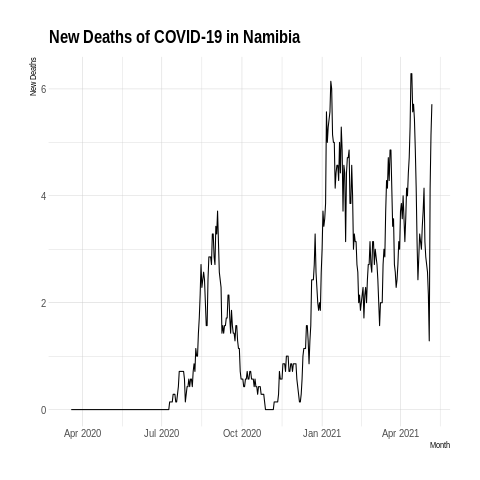 New Deaths of COVID-19 in Namibia
New Deaths
6
4
2
0
Apr 2020 Jul 2020 Oct 2020 Jan 2021 Apr 2021
Month